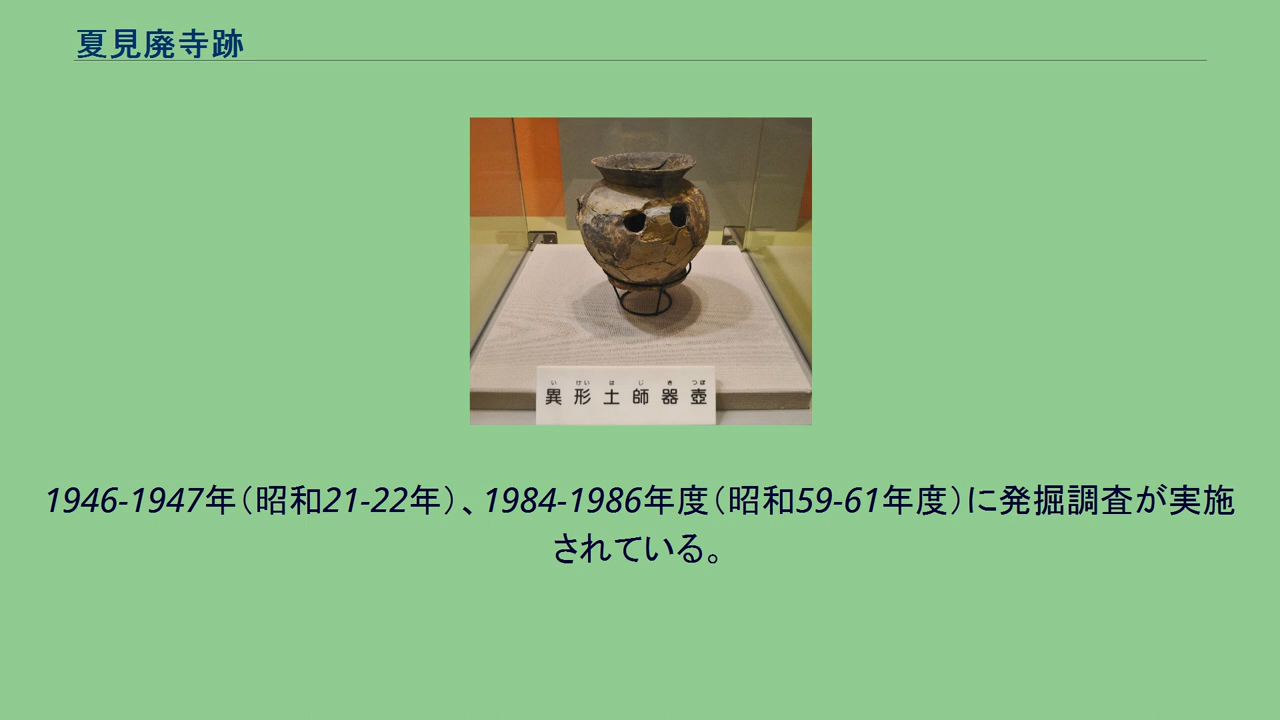 夏見廃寺跡
い けい は じ き つぼ
異形土師器壺
1946-1947年（昭和21-22年）、1984-1986年度（昭和59-61年度）に発掘調査が実施
されている。